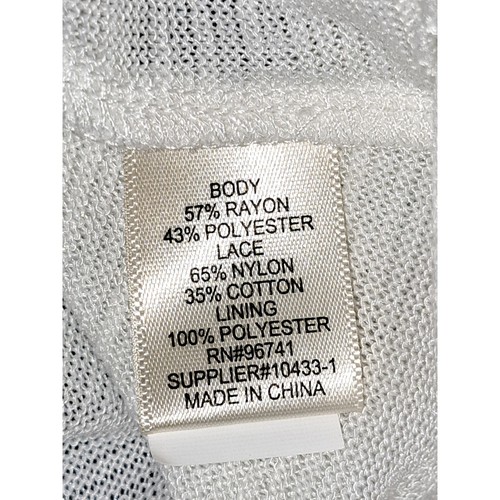 BODY
57% RAYON
43% POLYESTER
LACE
65% NYLON
35% COTTON
LINING
100% POLYESTER
RN#96741
SUPPLIER#10433-1
MADE IN CHINA